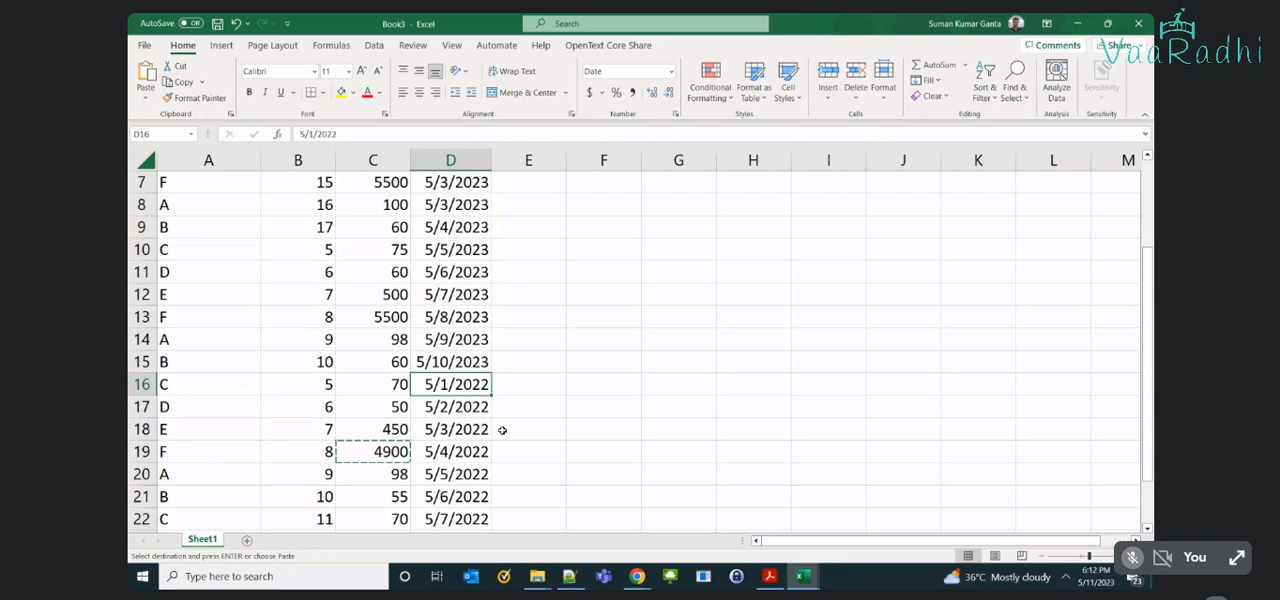 AutoSave Off Book3 - Excel Search Suman Kumar Ganta
VaaRadhi
File Home Insert Page Layout Formulas Data Review View Automate Help OpenText Core Share Comments Share
Paste Cut Copy Format Painter
Calibri 11 A A
B I U A
Wrap Text
Merge & Center
Date
$ % ,
Conditional Formatting Format as Table Cell Styles Insert Delete Format
AutoSum Fill Clear Sort & Filter Find & Select Analyze Data Sensitivity
Clipboard Font Alignment Number Styles Cells Editing Analysis Sensitivity
D16 fx 5/1/2022
A B C D E F G H I J K L M
7 F 15 5500 5/3/2023
8 A 16 100 5/3/2023
9 B 17 60 5/4/2023
10 C 5 75 5/5/2023
11 D 6 60 5/6/2023
12 E 7 500 5/7/2023
13 F 8 5500 5/8/2023
14 A 9 98 5/9/2023
15 B 10 60 5/10/2023
16 C 5 70 5/1/2022
17 D 6 50 5/2/2022
18 E 7 450 5/3/2022
19 F 8 4900 5/4/2022
20 A 9 98 5/5/2022
21 B 10 55 5/6/2022
22 C 11 70 5/7/2022
Sheet1
Select destination and press ENTER or choose Paste
You
Type here to search 36°C Mostly cloudy 6:12 PM
5/11/2023 23